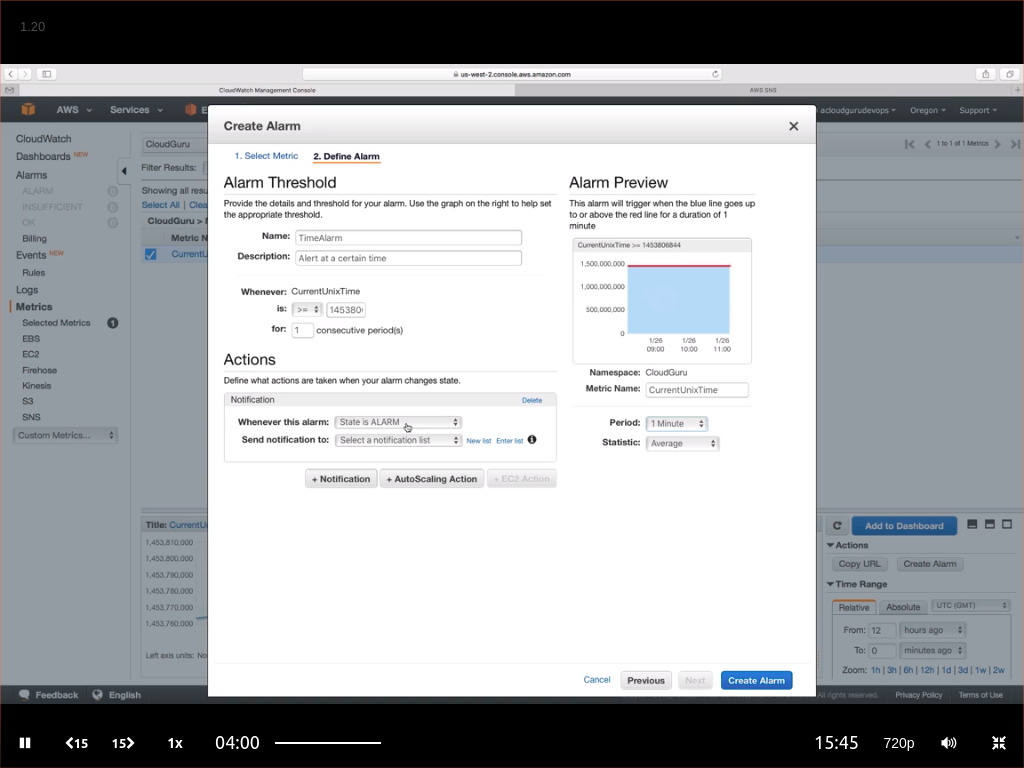 1.20
us-west-2.console.aws.amazon.com
CloudWatch Management Console
AWS SNS
AWS
Services
E
acloudgurudevops
Oregon
Support
CloudWatch
Dashboards NEW
Alarms
ALARM 0
INSUFFICIENT 0
OK 0
Billing
Events NEW
Rules
Logs
Metrics
Selected Metrics 1
EBS
EC2
Firehose
Kinesis
S3
SNS
Custom Metrics...
CloudGuru
Filter Results:
Showing all resu
Select All | Clea
CloudGuru > M
Metric N
CurrentU
1 to 1 of 1 Metrics
Create Alarm
1. Select Metric
2. Define Alarm
Alarm Threshold
Provide the details and threshold for your alarm. Use the graph on the right to help set
the appropriate threshold.
Name: TimeAlarm
Description: Alert at a certain time
Whenever: CurrentUnixTime
is: >= 145380
for: 1 consecutive period(s)
Actions
Define what actions are taken when your alarm changes state.
Notification
Delete
Whenever this alarm: State is ALARM
Send notification to: Select a notification list New list Enter list
+ Notification
+ AutoScaling Action
+ EC2 Action
Alarm Preview
This alarm will trigger when the blue line goes up
to or above the red line for a duration of 1
minute
CurrentUnixTime >= 1453806844
1,500,000,000
1,000,000,000
500,000,000
0
1/26 1/26 1/26
09:00 10:00 11:00
Namespace: CloudGuru
Metric Name: CurrentUnixTime
Period: 1 Minute
Statistic: Average
Cancel
Previous
Next
Create Alarm
Title: CurrentU
1,453,810,000
1,453,800,000
1,453,790,000
1,453,780,000
1,453,770,000
1,453,760,000
Left axis units: No
Add to Dashboard
Actions
Copy URL
Create Alarm
Time Range
Relative
Absolute
UTC (GMT)
From: 12 hours ago
To: 0 minutes ago
Zoom: 1h | 3h | 6h | 12h | 1d | 3d | 1w | 2w
Feedback
English
All rights reserved.
Privacy Policy
Terms of Use
15
15
1x
04:00
15:45
720p